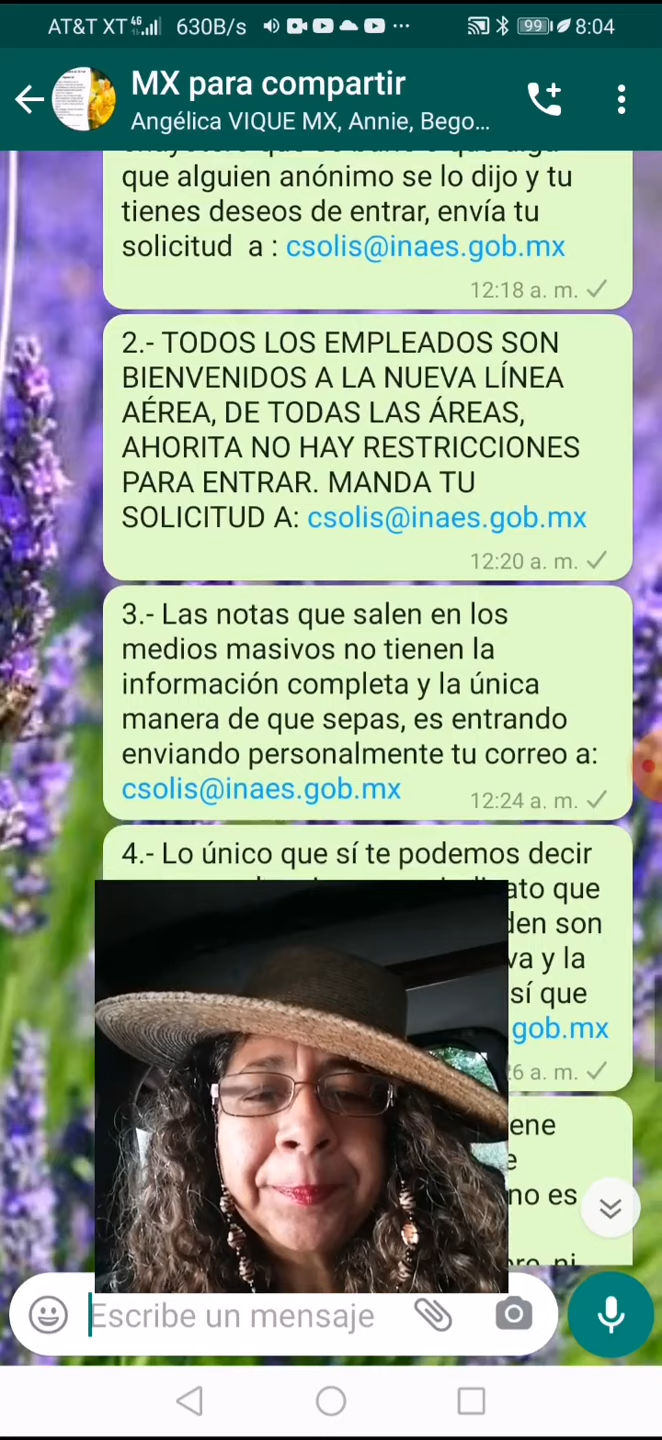 AT&T XT 4G 630B/s 99 8:04
MX para compartir
Angélica VIQUE MX, Annie, Bego...
que alguien anónimo se lo dijo y tu
tienes deseos de entrar, envía tu
solicitud a : csolis@inaes.gob.mx
12:18 a. m.
2.- TODOS LOS EMPLEADOS SON
BIENVENIDOS A LA NUEVA LÍNEA
AÉREA, DE TODAS LAS ÁREAS,
AHORITA NO HAY RESTRICCIONES
PARA ENTRAR. MANDA TU
SOLICITUD A: csolis@inaes.gob.mx
12:20 a. m.
3.- Las notas que salen en los
medios masivos no tienen la
información completa y la única
manera de que sepas, es entrando
enviando personalmente tu correo a:
csolis@inaes.gob.mx
12:24 a. m.
4.- Lo único que sí te podemos decir
ato que
den son
va y la
sí que
gob.mx
6 a. m.
ene
e
no es
Escribe un mensaje